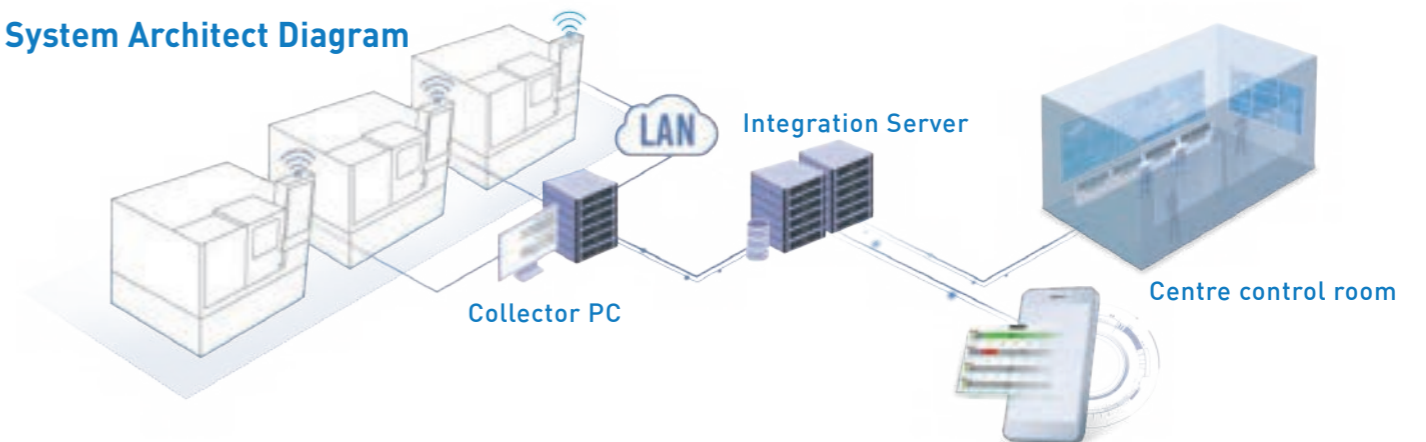 System Architect Diagram
LAN
Integration Server
Collector PC
Centre control room